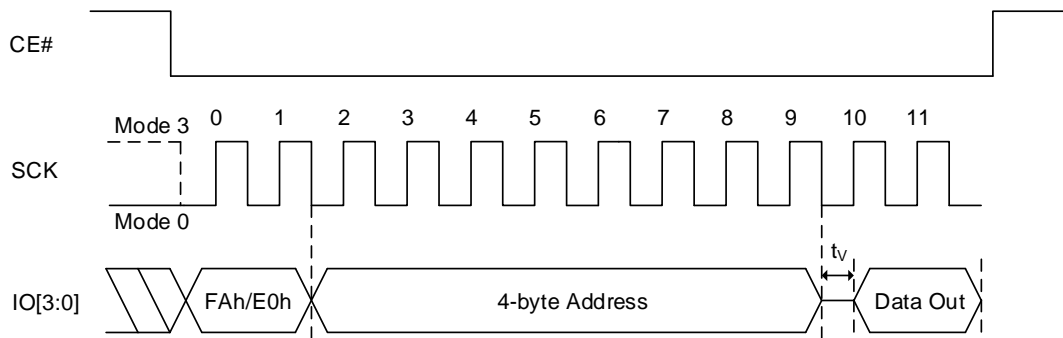 CE#
Mode 3
0 1 2 3 4 5 6 7 8 9 10 11
SCK
Mode 0
tV
IO[3:0]
FAh/E0h
4-byte Address
Data Out